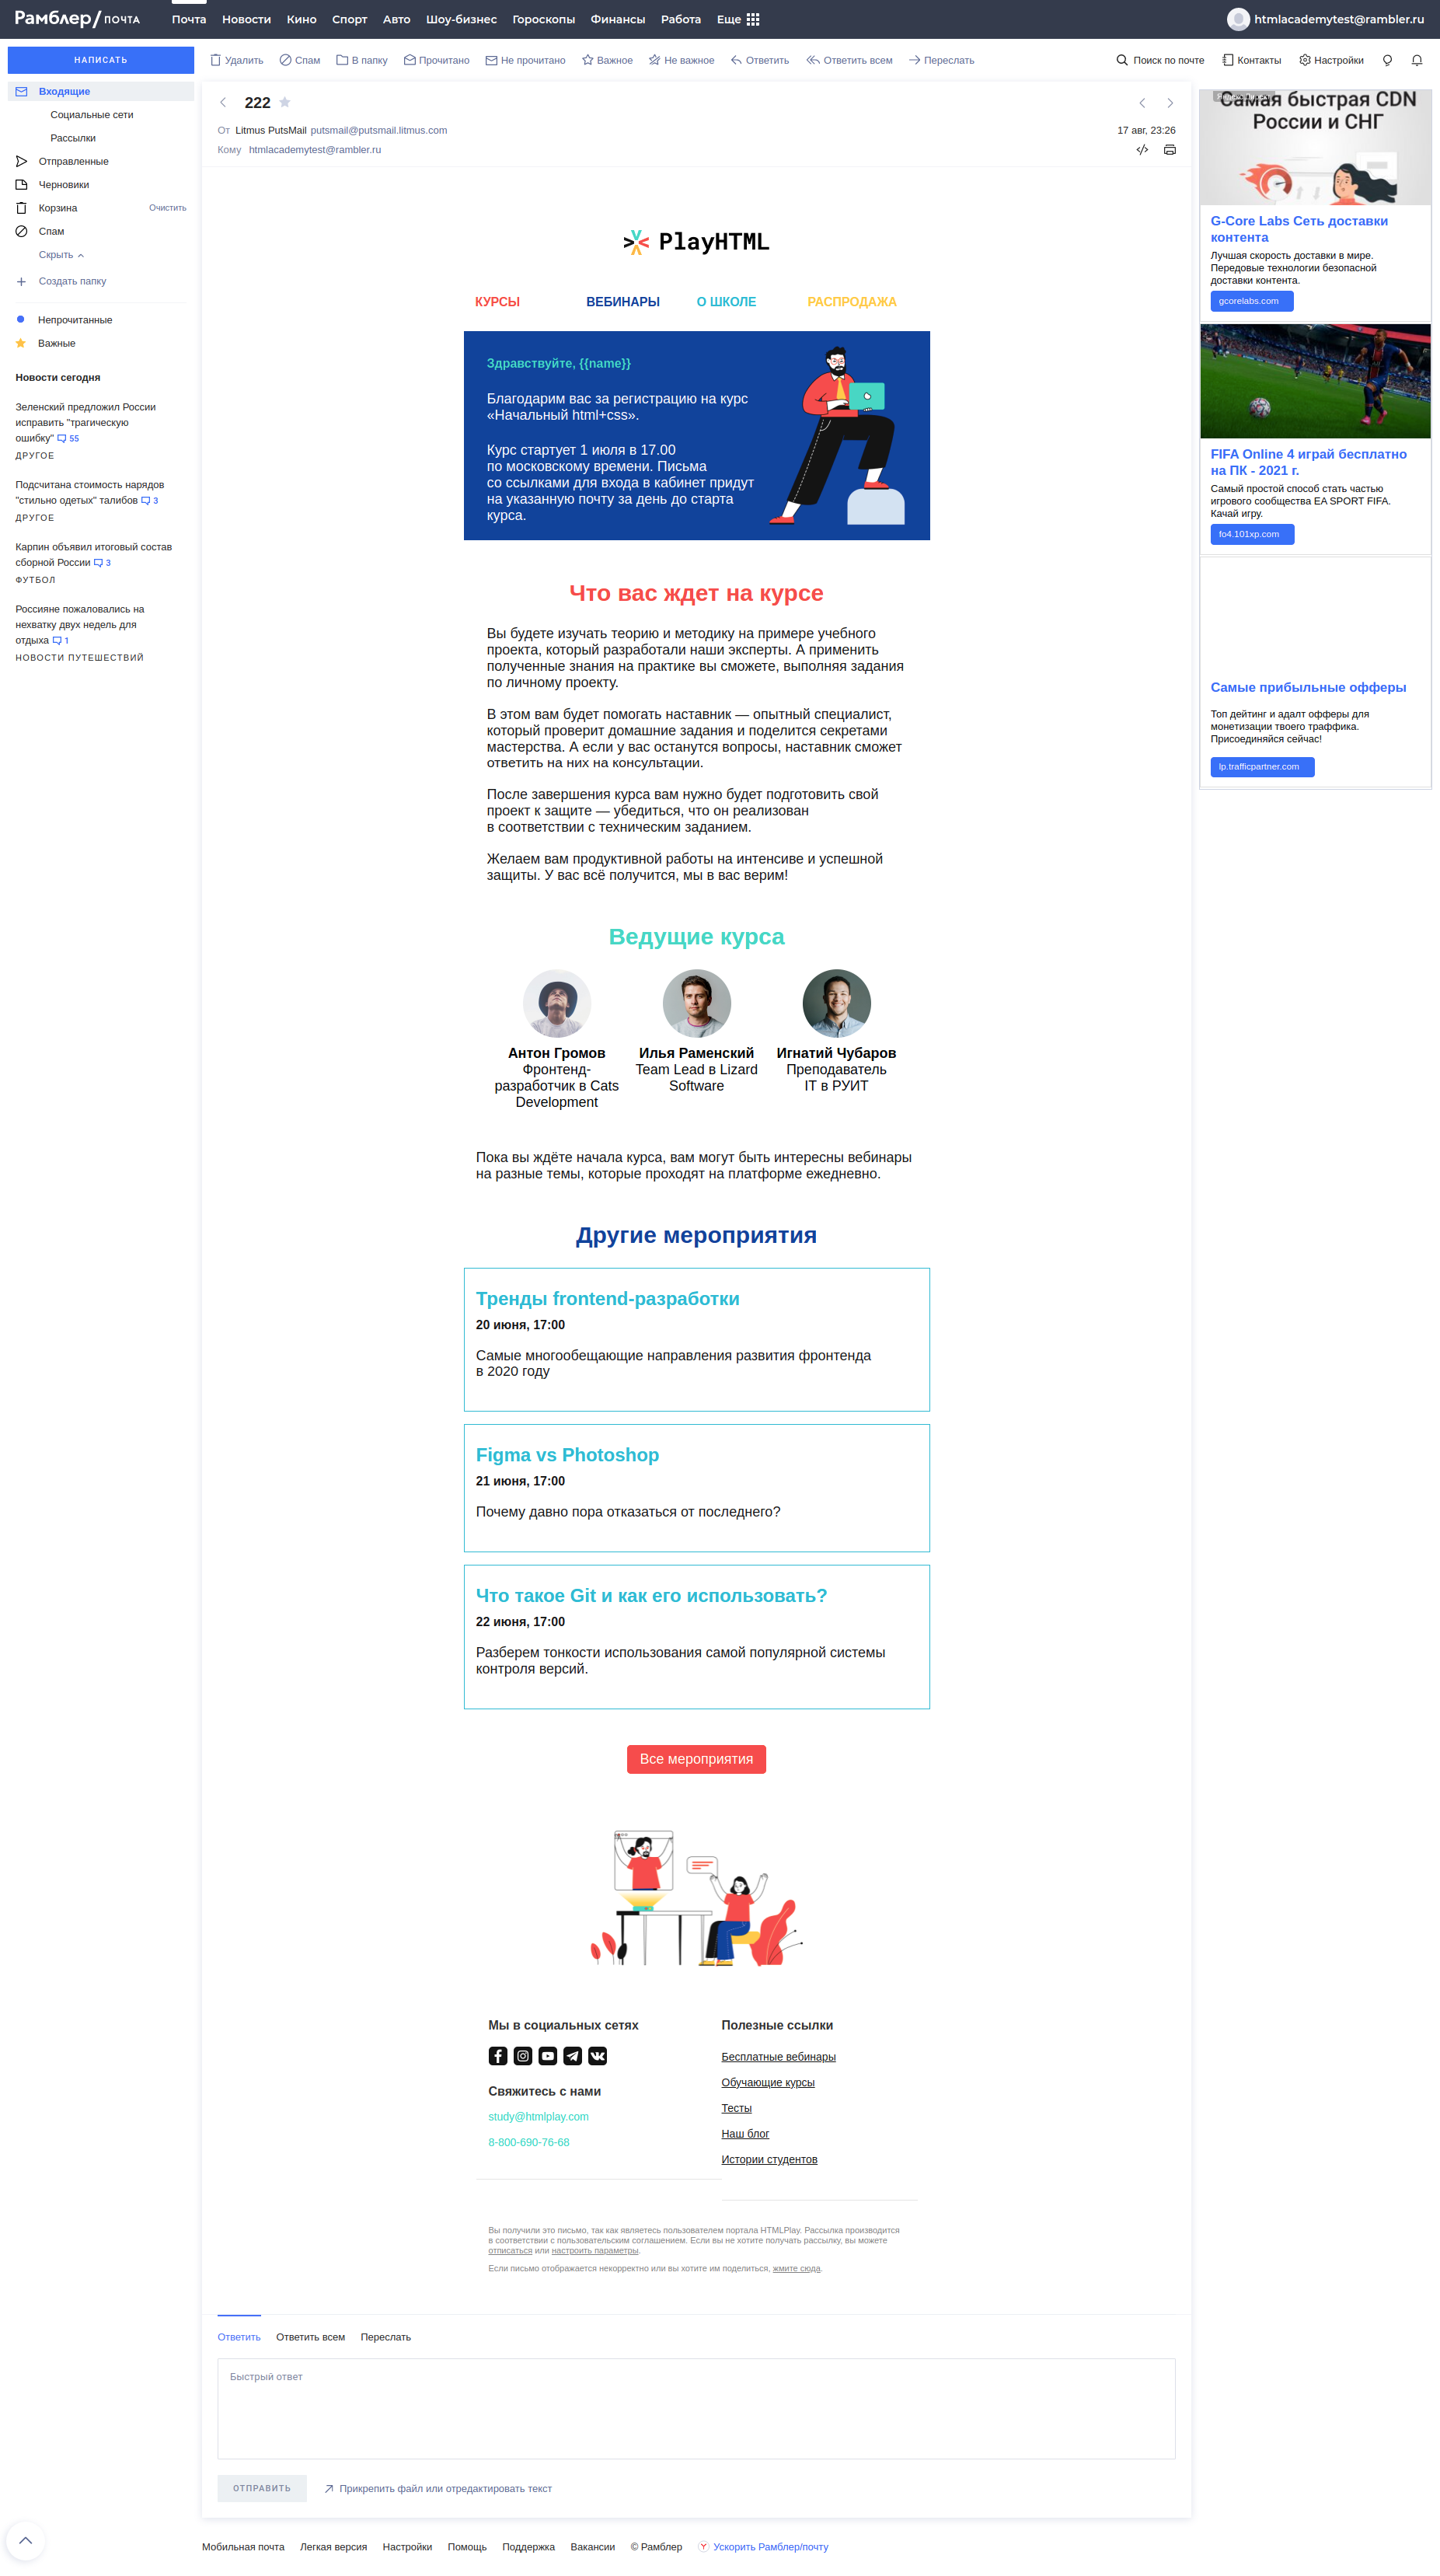 Рамблер/ПОЧТА
Почта Новости Кино Спорт Авто Шоу-бизнес Гороскопы Финансы Работа Еще
htmlacademytest@rambler.ru
НАПИСАТЬ
Удалить Спам В папку Прочитано Не прочитано Важное Не важное Ответить Ответить всем Переслать
Поиск по почте Контакты Настройки
Входящие
Социальные сети
Рассылки
Отправленные
Черновики
Корзина Очистить
Спам
Скрыть
Создать папку
Непрочитанные
Важные
Новости сегодня
Зеленский предложил России
исправить "трагическую
ошибку" 55
ДРУГОЕ
Подсчитана стоимость нарядов
"стильно одетых" талибов 3
ДРУГОЕ
Карпин объявил итоговый состав
сборной России 3
ФУТБОЛ
Россияне пожаловались на
нехватку двух недель для
отдыха 1
НОВОСТИ ПУТЕШЕСТВИЙ
222
От Litmus PutsMail putsmail@putsmail.litmus.com
17 авг, 23:26
Кому htmlacademytest@rambler.ru
PlayHTML
КУРСЫ ВЕБИНАРЫ О ШКОЛЕ РАСПРОДАЖА
Здравствуйте, {{name}}
Благодарим вас за регистрацию на курс
«Начальный html+css».
Курс стартует 1 июля в 17.00
по московскому времени. Письма
со ссылками для входа в кабинет придут
на указанную почту за день до старта
курса.
Что вас ждет на курсе
Вы будете изучать теорию и методику на примере учебного
проекта, который разработали наши эксперты. А применить
полученные знания на практике вы сможете, выполняя задания
по личному проекту.
В этом вам будет помогать наставник — опытный специалист,
который проверит домашние задания и поделится секретами
мастерства. А если у вас останутся вопросы, наставник сможет
ответить на них на консультации.
После завершения курса вам нужно будет подготовить свой
проект к защите — убедиться, что он реализован
в соответствии с техническим заданием.
Желаем вам продуктивной работы на интенсиве и успешной
защиты. У вас всё получится, мы в вас верим!
Ведущие курса
Антон Громов
Фронтенд-
разработчик в Cats
Development
Илья Раменский
Team Lead в Lizard
Software
Игнатий Чубаров
Преподаватель
IT в РУИТ
Пока вы ждёте начала курса, вам могут быть интересны вебинары
на разные темы, которые проходят на платформе ежедневно.
Другие мероприятия
Тренды frontend-разработки
20 июня, 17:00
Самые многообещающие направления развития фронтенда
в 2020 году
Figma vs Photoshop
21 июня, 17:00
Почему давно пора отказаться от последнего?
Что такое Git и как его использовать?
22 июня, 17:00
Разберем тонкости использования самой популярной системы
контроля версий.
Все мероприятия
Мы в социальных сетях
Свяжитесь с нами
study@htmlplay.com
8-800-690-76-68
Полезные ссылки
Бесплатные вебинары
Обучающие курсы
Тесты
Наш блог
Истории студентов
Вы получили это письмо, так как являетесь пользователем портала HTMLPlay. Рассылка производится
в соответствии с пользовательским соглашением. Если вы не хотите получать рассылку, вы можете
отписаться или настроить параметры.
Если письмо отображается некорректно или вы хотите им поделиться, жмите сюда.
Ответить Ответить всем Переслать
Быстрый ответ
ОТПРАВИТЬ Прикрепить файл или отредактировать текст
Самая быстрая CDN
России и СНГ
G-Core Labs Сеть доставки
контента
Лучшая скорость доставки в мире.
Передовые технологии безопасной
доставки контента.
gcorelabs.com
FIFA Online 4 играй бесплатно
на ПК - 2021 г.
Самый простой способ стать частью
игрового сообщества EA SPORT FIFA.
Качай игру.
fo4.101xp.com
Самые прибыльные офферы
Топ дейтинг и адалт офферы для
монетизации твоего траффика.
Присоединяйся сейчас!
lp.trafficpartner.com
Мобильная почта Легкая версия Настройки Помощь Поддержка Вакансии © Рамблер Ускорить Рамблер/почту